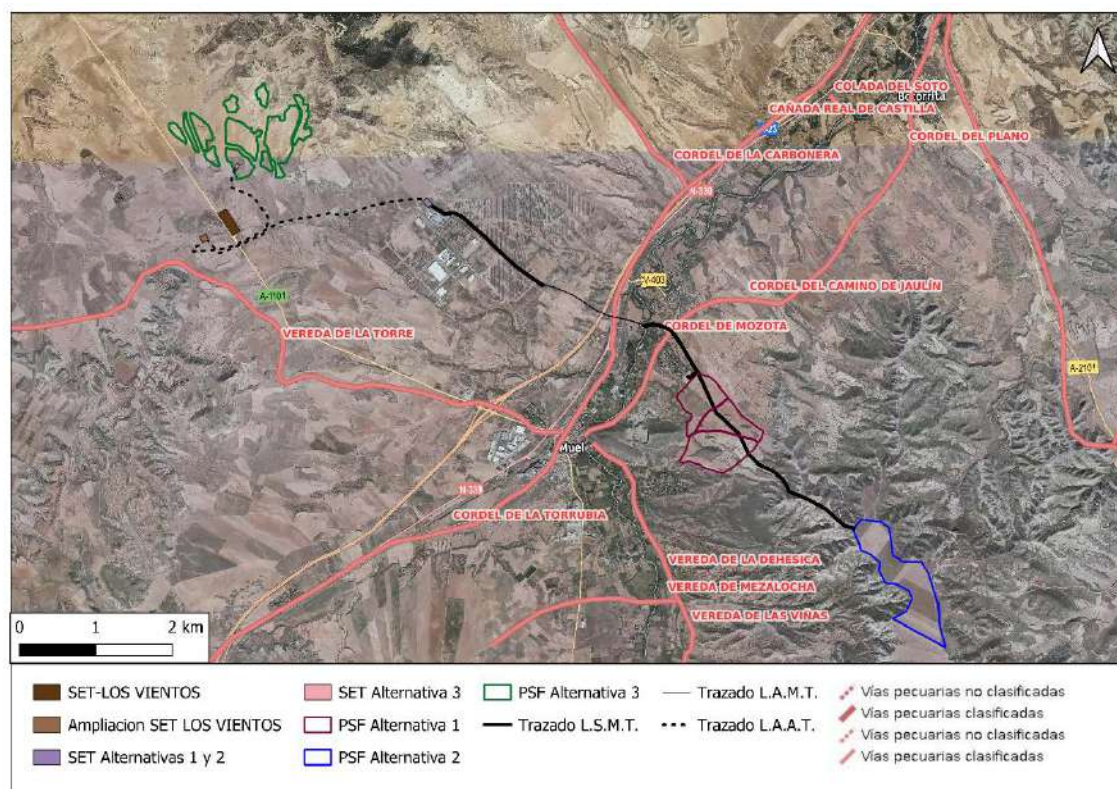 COLADA DEL SOTO
Botorrita
CAÑADA REAL DE CASTILLA
CORDEL DEL PLANO
CORDEL DE LA CARBONERA
N-330
V-403
CORDEL DEL CAMINO DE JAULÍN
A-1101
VEREDA DE LA TORRE
CORDEL DE MOZOTA
A-2101
Muel
CORDEL DE LA TORRUBIA
VEREDA DE LA DEHESICA
VEREDA DE MEZALOCHA
VEREDA DE LAS VIÑAS
0 1 2 km
SET-LOS VIENTOS
SET Alternativa 3
PSF Alternativa 3
Trazado L.A.M.T.
Vías pecuarias no clasificadas
Ampliacion SET LOS VIENTOS
PSF Alternativa 1
Trazado L.S.M.T.
Trazado L.A.A.T.
Vías pecuarias clasificadas
Vías pecuarias no clasificadas
SET Alternativas 1 y 2
PSF Alternativa 2
Vías pecuarias clasificadas